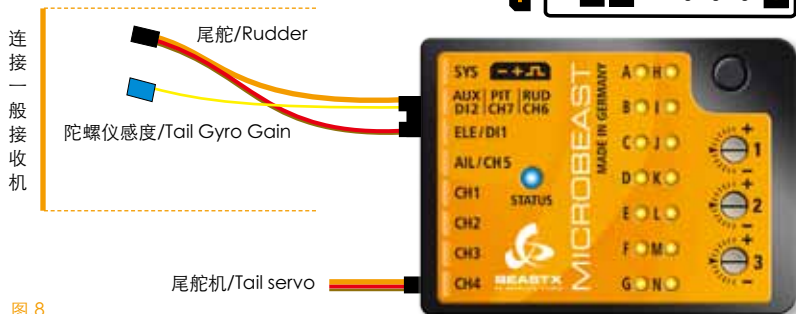 连接一般接收机
尾舵/Rudder
陀螺仪感度/Tail Gyro Gain
尾舵机/Tail servo
图 8
SYS
AUX PIT RUD
DI2 CH7 CH6
ELE/DI1
AIL/CH5
CH1
CH2
CH3
CH4
STATUS
BEASTX
MICROBEAST
MADE IN GERMANY
A H
B I
C J
D K
E L
F M
G N
+
1
-
+
2
-
+
3
-